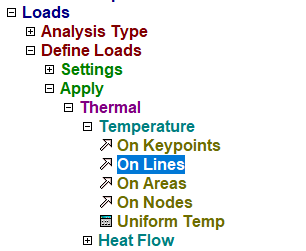 Loads
Analysis Type
Define Loads
Settings
Apply
Thermal
Temperature
On Keypoints
On Lines
On Areas
On Nodes
Uniform Temp
Heat Flow